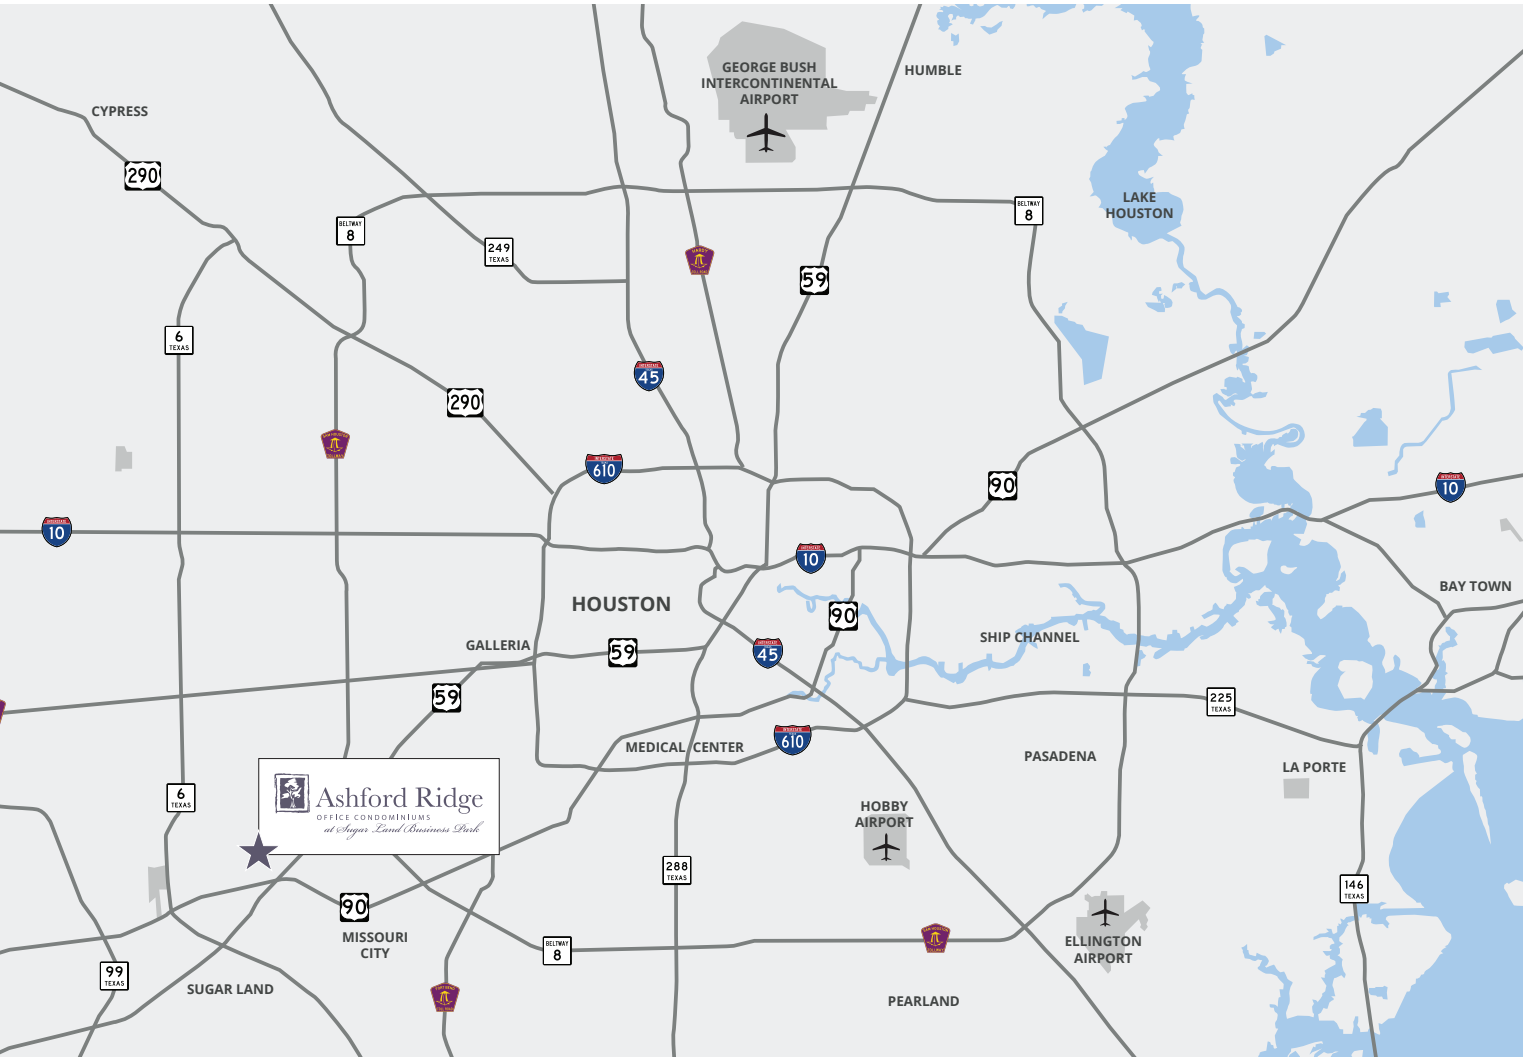 GEORGE BUSH
INTERCONTINENTAL
AIRPORT
HUMBLE
CYPRESS
290
LAKE
HOUSTON
BELTWAY
8
BELTWAY
8
249
TEXAS
HARDY
59
6
TEXAS
45
290
610
90
10
10
10
BAY TOWN
HOUSTON
90
SHIP CHANNEL
GALLERIA
59
45
59
225
TEXAS
610
MEDICAL CENTER
PASADENA
LA PORTE
6
TEXAS
Ashford Ridge
OFFICE CONDOMINIUMS
at Sugar Land Business Park
HOBBY
AIRPORT
288
TEXAS
146
TEXAS
90
MISSOURI
CITY
BELTWAY
8
ELLINGTON
AIRPORT
99
TEXAS
SUGAR LAND
PEARLAND